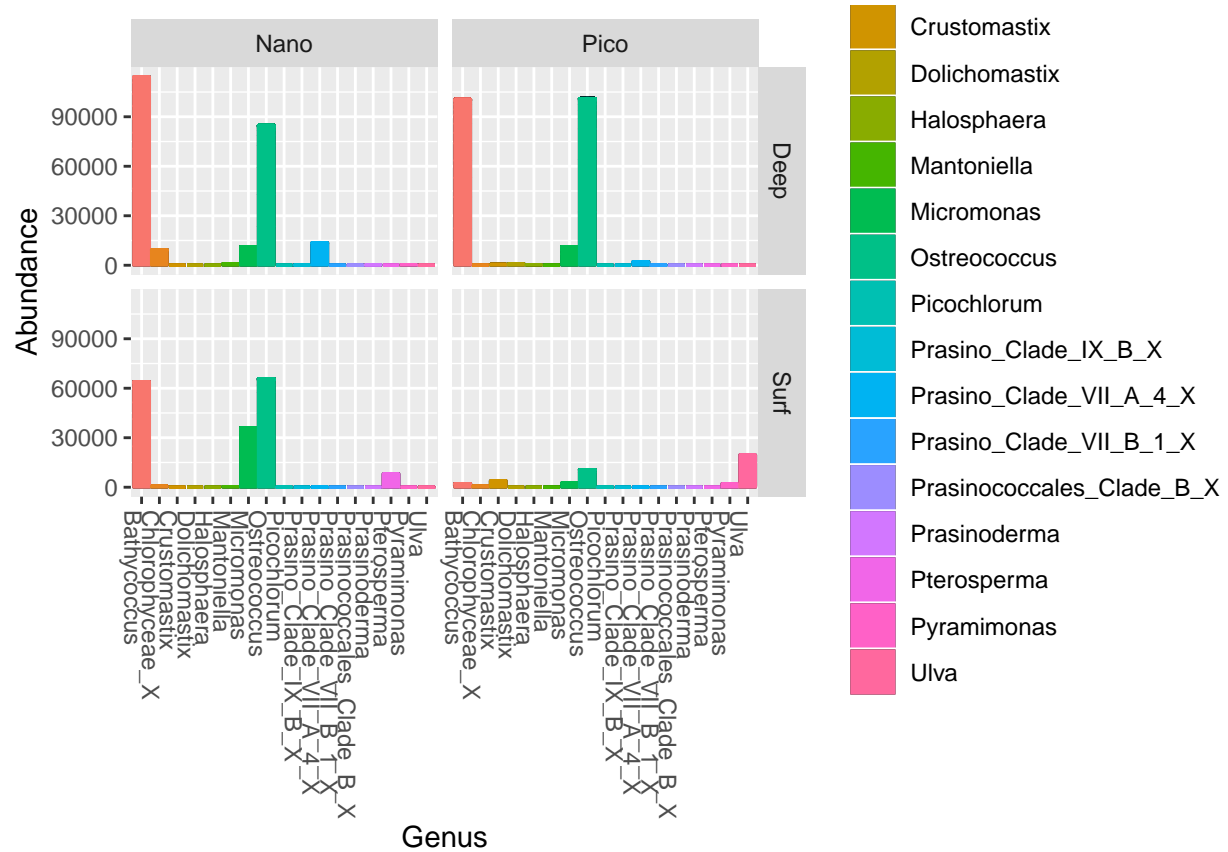 Nano
Pico
Deep
Surf
Abundance
90000
60000
30000
0
90000
60000
30000
0
Bathycoccus
Chlorophyceae_X
Crustomastix
Dolichomastix
Halosphaera
Mantoniella
Micromonas
Ostreococcus
Picochlorum
Prasino_Clade_IX_B_X
Prasino_Clade_VII_A_4_X
Prasino_Clade_VII_B_1_X
Prasinococcales_Clade_B_X
Prasinoderma
Pterosperma
Pyramimonas
Ulva
Bathycoccus
Chlorophyceae_X
Crustomastix
Dolichomastix
Halosphaera
Mantoniella
Micromonas
Ostreococcus
Picochlorum
Prasino_Clade_IX_B_X
Prasino_Clade_VII_A_4_X
Prasino_Clade_VII_B_1_X
Prasinococcales_Clade_B_X
Prasinoderma
Pterosperma
Pyramimonas
Ulva
Genus
Crustomastix
Dolichomastix
Halosphaera
Mantoniella
Micromonas
Ostreococcus
Picochlorum
Prasino_Clade_IX_B_X
Prasino_Clade_VII_A_4_X
Prasino_Clade_VII_B_1_X
Prasinococcales_Clade_B_X
Prasinoderma
Pterosperma
Pyramimonas
Ulva